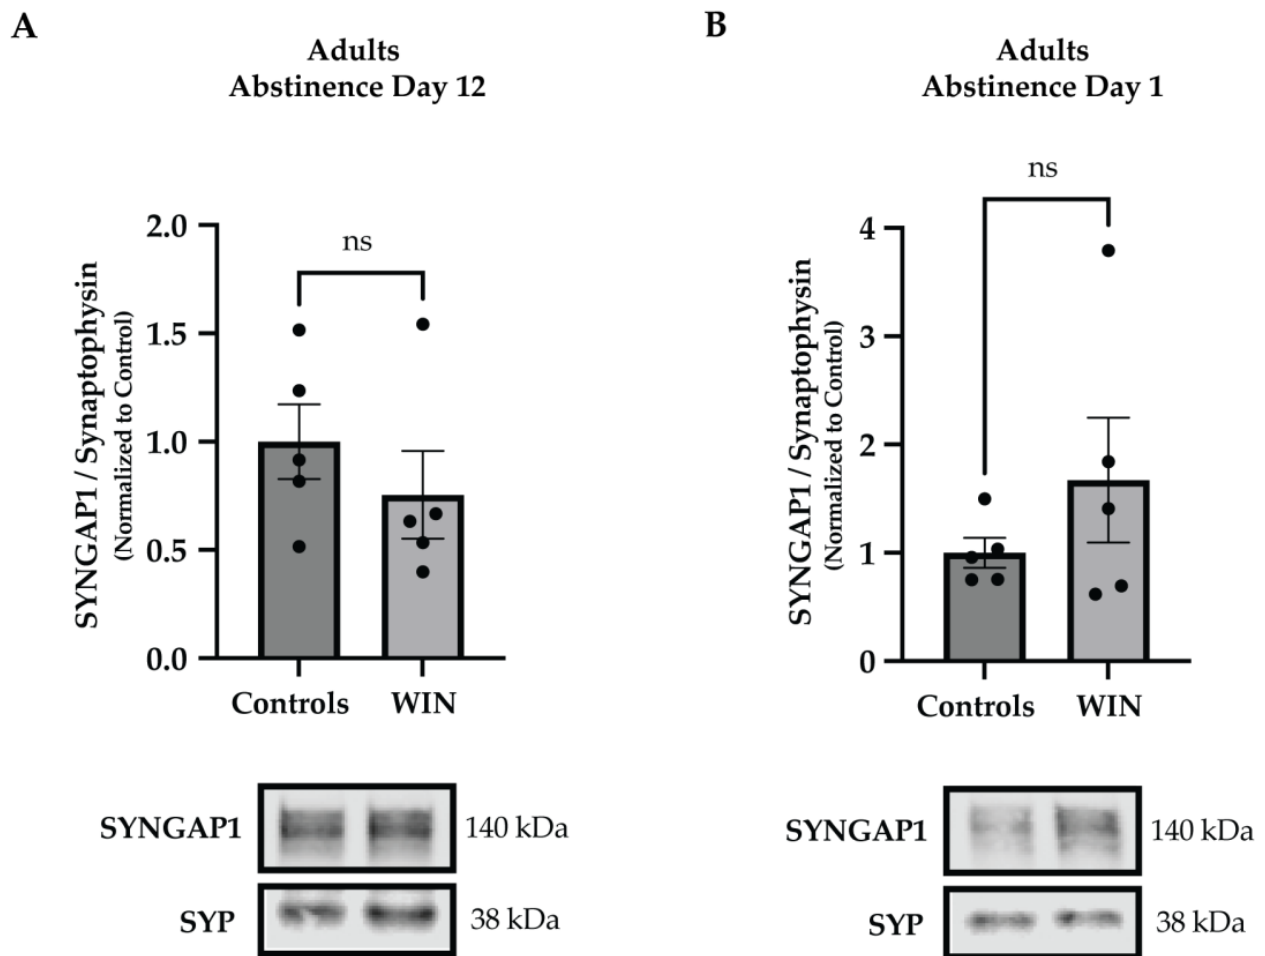 A
Adults
Abstinence Day 12
ns
2.0
1.5
1.0
0.5
0.0
SYNGAP1 / Synaptophysin
(Normalized to Control)
Controls WIN
SYNGAP1 140 kDa
SYP 38 kDa
B
Adults
Abstinence Day 1
ns
4
3
2
1
0
SYNGAP1 / Synaptophysin
(Normalized to Control)
Controls WIN
SYNGAP1 140 kDa
SYP 38 kDa